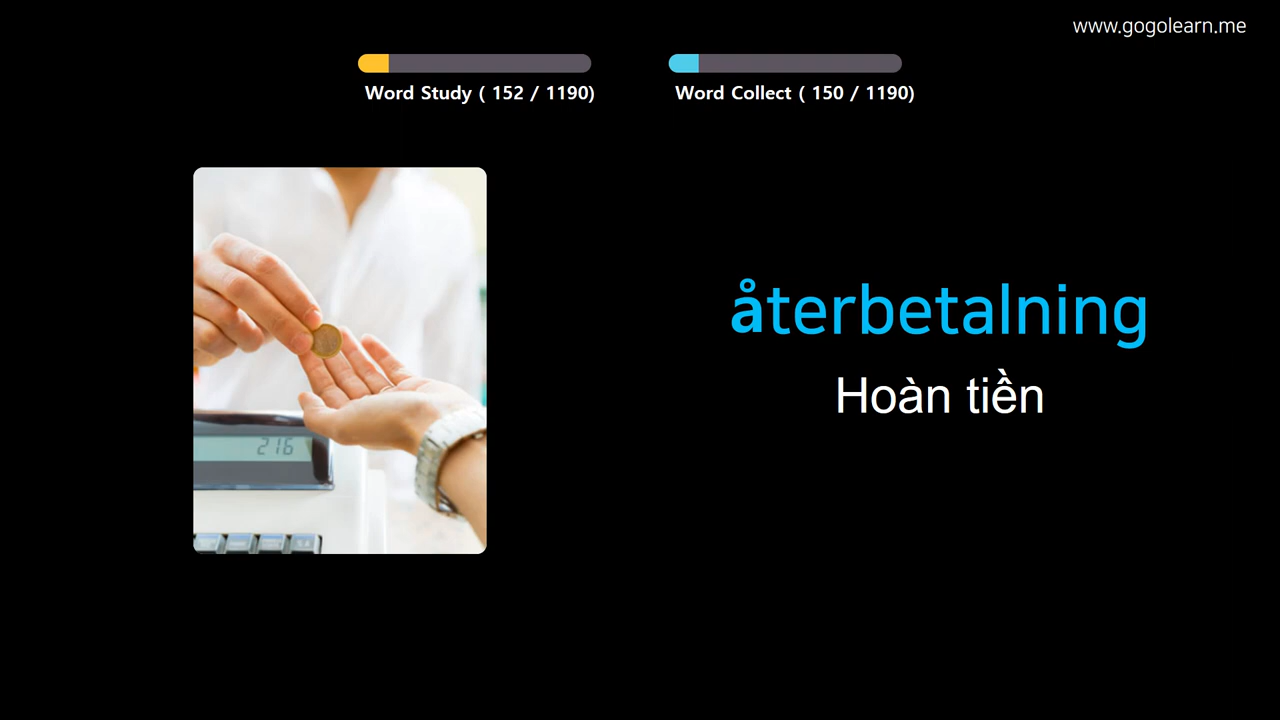 www.gogolearn.me
Word Study ( 152 / 1190)
Word Collect ( 150 / 1190)
återbetalning
Hoàn tiền
216